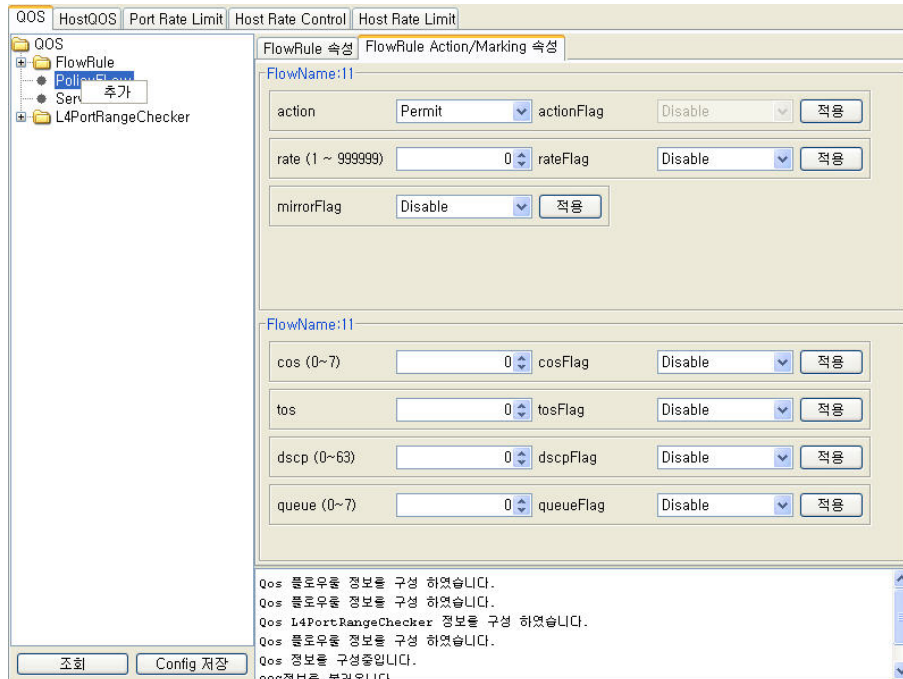 QOS HostQOS Port Rate Limit Host Rate Control Host Rate Limit
QOS
FlowRule
추가
L4PortRangeChecker
조회 Config 저장
FlowRule 속성 FlowRule Action/Marking 속성
FlowName:11
action Permit actionFlag Disable 적용
rate (1 ~ 999999) 0 rateFlag Disable 적용
mirrorFlag Disable 적용
FlowName:11
cos (0~7) 0 cosFlag Disable 적용
tos 0 tosFlag Disable 적용
dscp (0~63) 0 dscpFlag Disable 적용
queue (0~7) 0 queueFlag Disable 적용
Qos 플로우룰 정보를 구성 하였습니다.
Qos 플로우룰 정보를 구성 하였습니다.
Qos L4PortRangeChecker 정보를 구성 하였습니다.
Qos 플로우룰 정보를 구성 하였습니다.
Qos 정보를 구성중입니다.